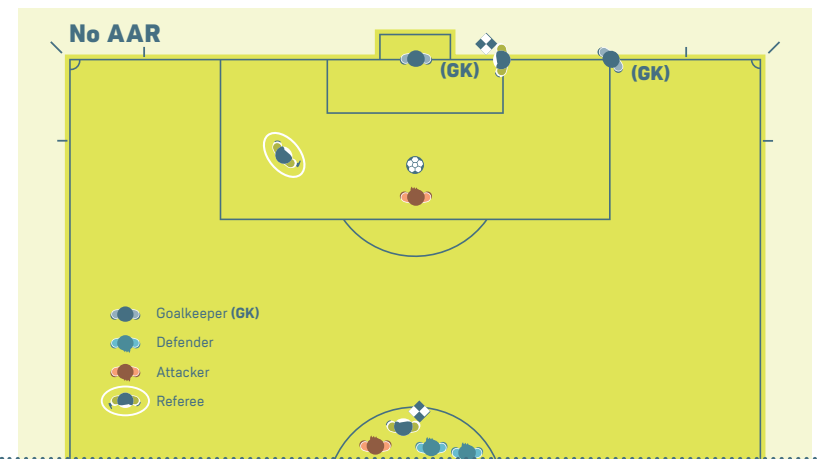 No AAR
(GK)
(GK)
Goalkeeper (GK)
Defender
Attacker
Referee